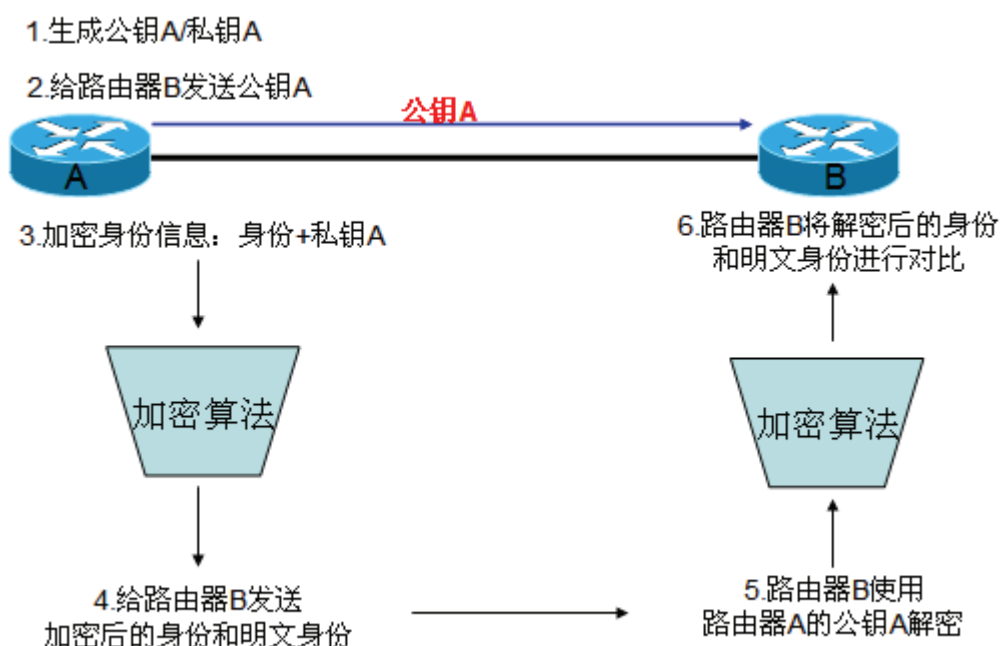 1.生成公钥A/私钥A
2.给路由器B发送公钥A
公钥A
A
B
3.加密身份信息：身份+私钥A
加密算法
4.给路由器B发送
加密后的身份和明文身份
5.路由器B使用
路由器A的公钥A解密
加密算法
6.路由器B将解密后的身份
和明文身份进行对比